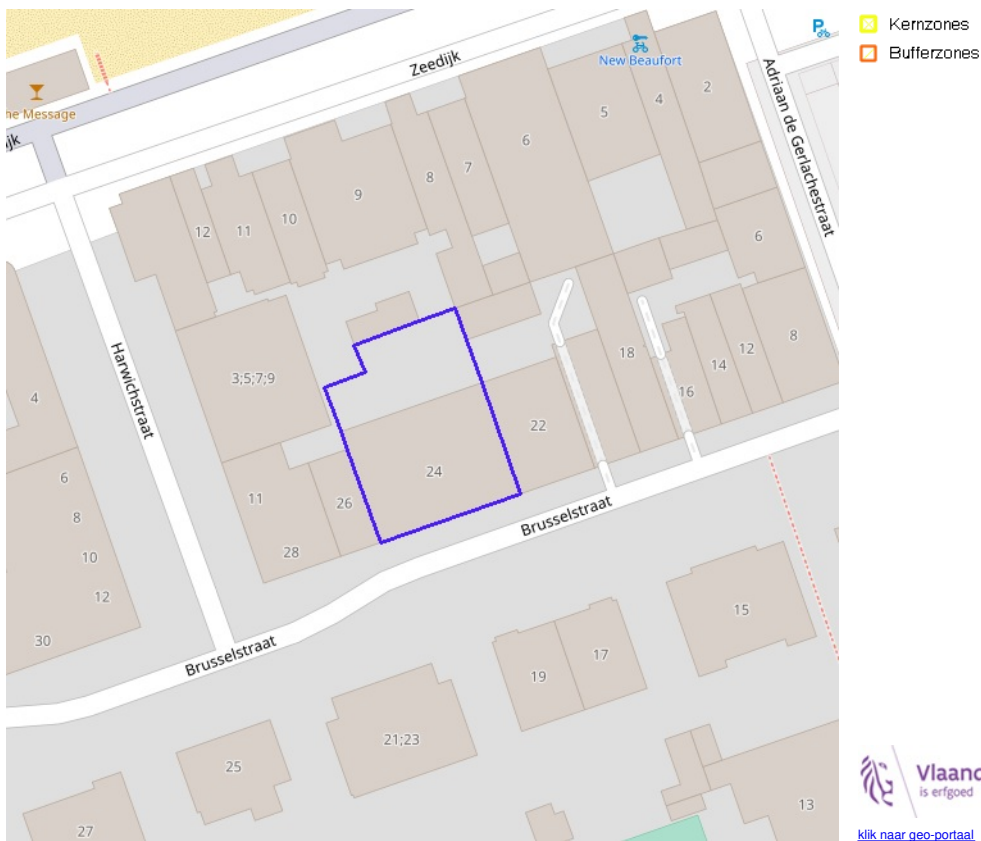 Kernzones
Bufferzones
Zeedijk
New Beaufort
ne Message
jk
Adriaan de Gerlachestraat
2
4
5
6
7
8
9
10
11
12
6
8
12
14
16
18
22
24
26
28
11
3;5;7;9
Harwichstraat
4
6
8
10
12
30
Brusselstraat
Brusselstraat
15
17
19
21;23
25
27
13
P
Vlaand
is erfgoed
klik naar geo-portaal